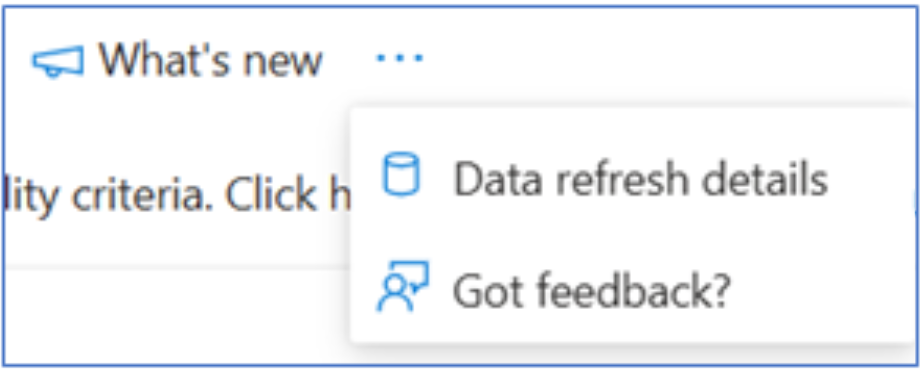 What's new ...
Data refresh details
lity criteria. Click h
Got feedback?